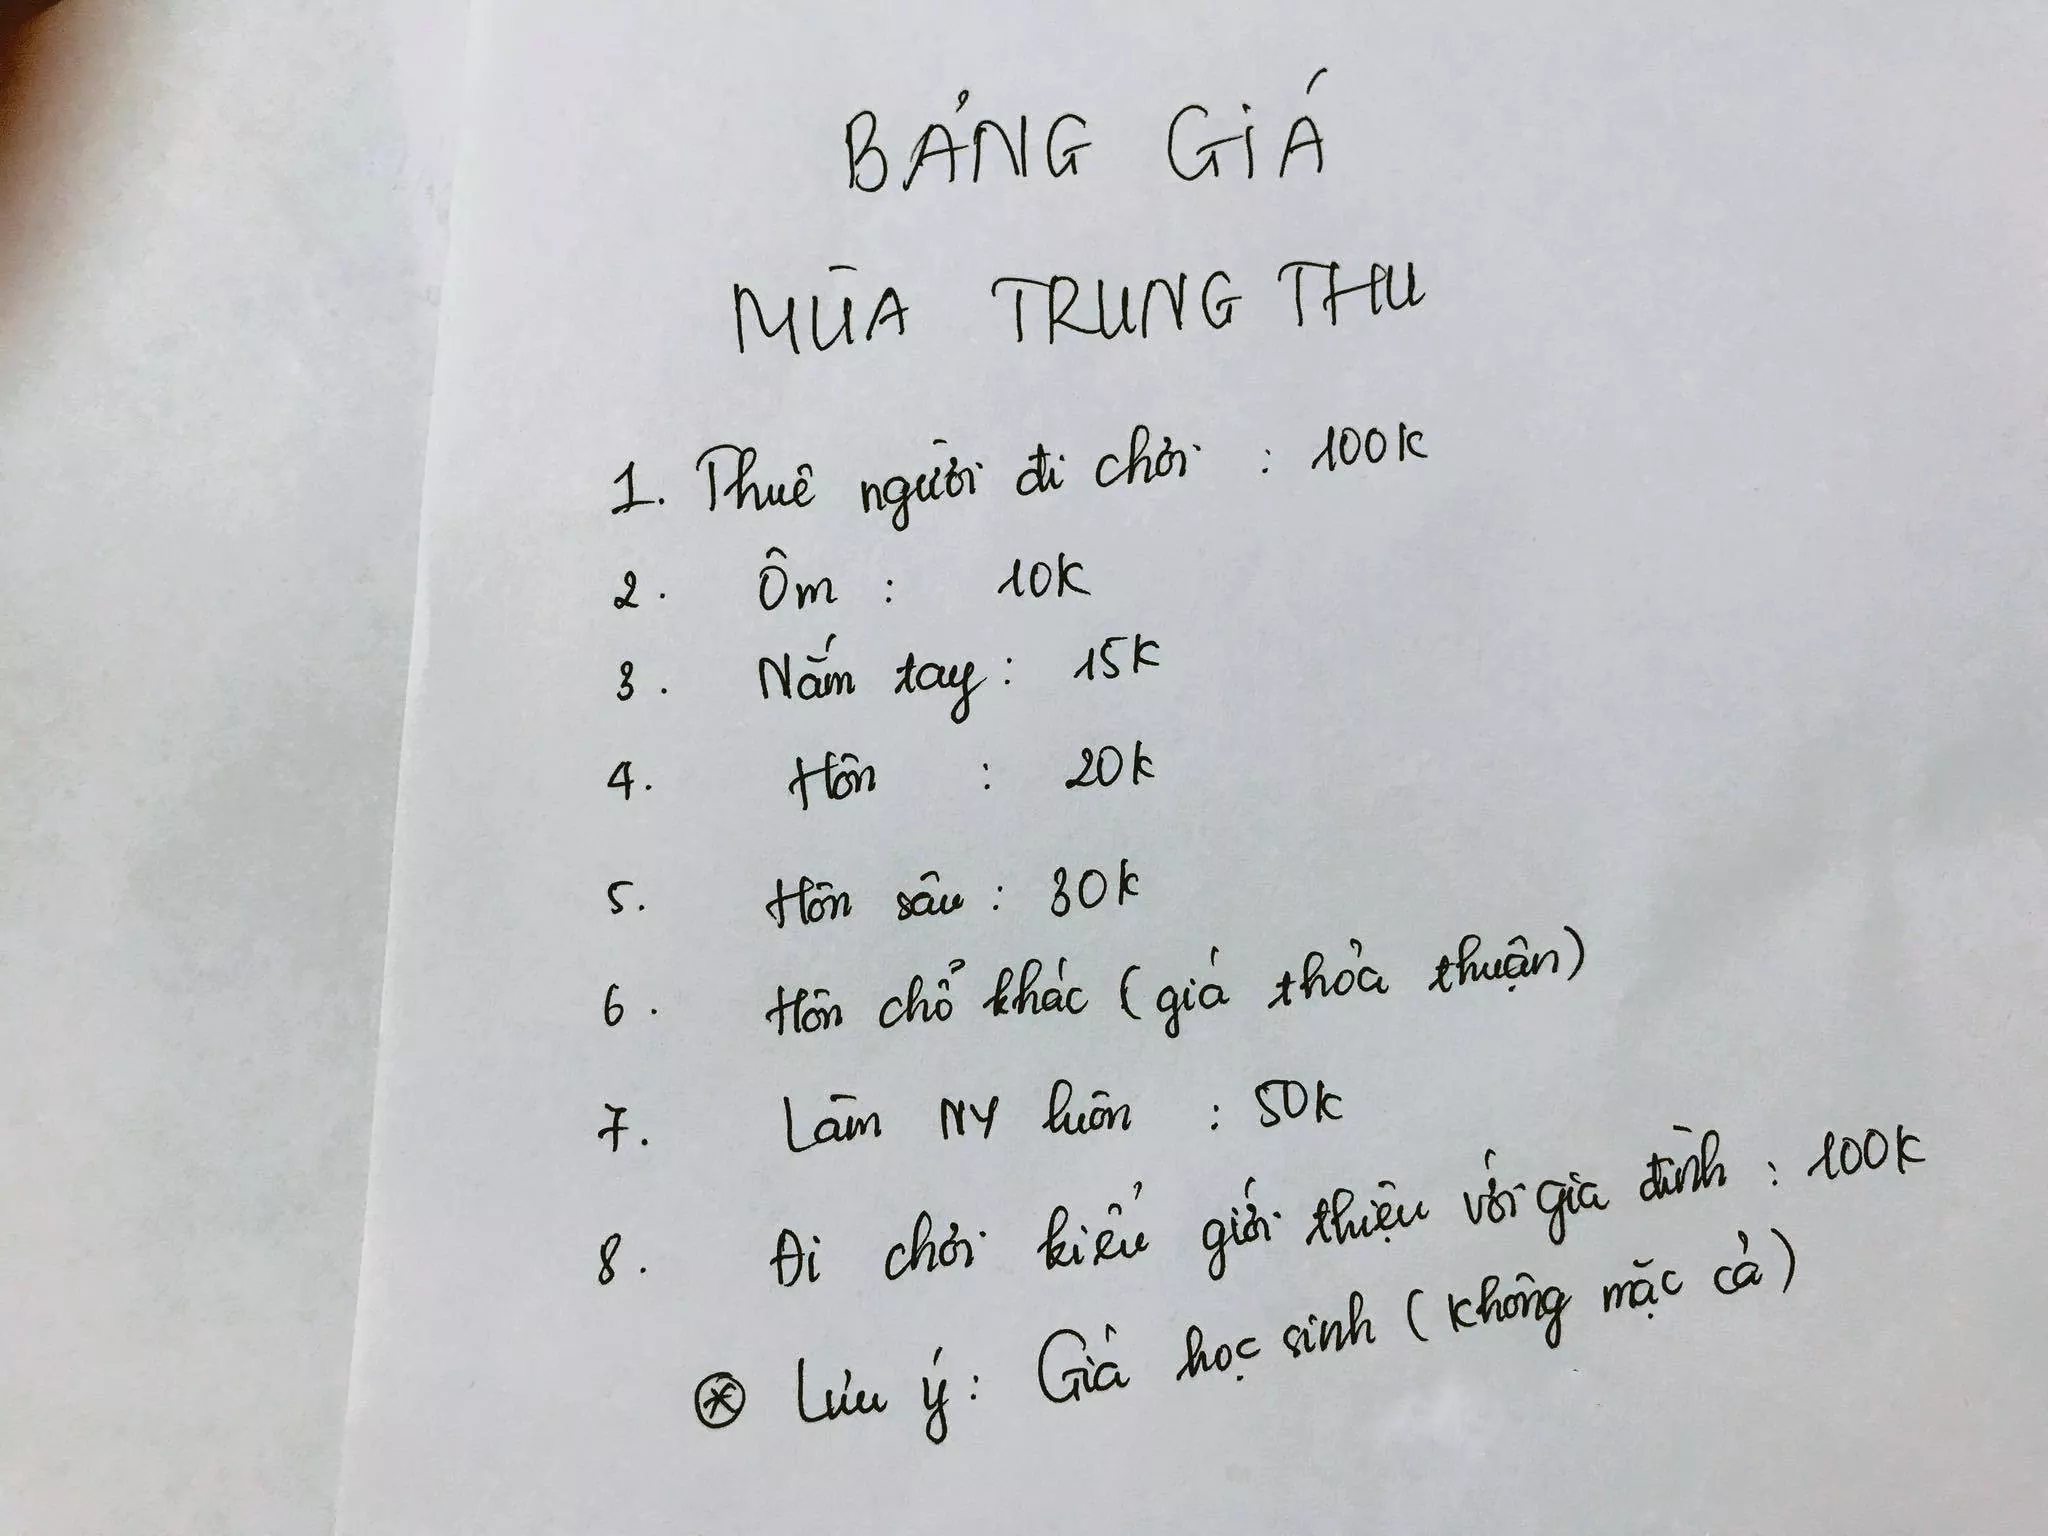 BẢNG GIÁ
MÙA TRUNG THU
1. Thuê người đi chơi : 100K
2. Ôm : 10K
3. Nắm tay : 15K
4. Hôn : 20K
5. Hôn sâu : 30K
6. Hôn chổ khác (giá thỏa thuận)
7. Làm NY luôn : 50K
8. Đi chơi kiểu giới thiệu với gia đình : 100K
⊛ Lưu ý : Giá học sinh (không mặc cả)